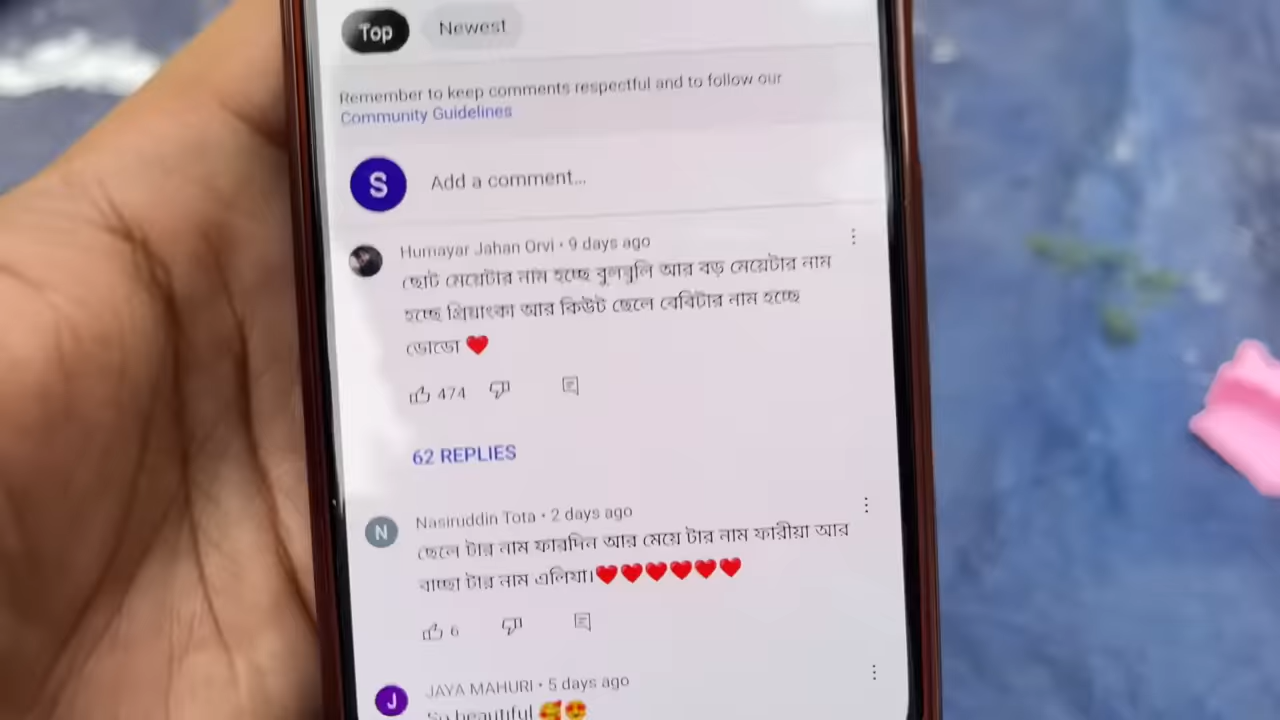 Top
Newest
Remember to keep comments respectful and to follow our
Community Guidelines
S
Add a comment...
Humayar Jahan Orvi • 9 days ago
ছোট মেয়েটার নাম হচ্ছে বুলবুলি আর বড় মেয়েটার নাম
হচ্ছে প্রিয়াংকা আর কিউট ছেলে বেবিটার নাম হচ্ছে
ডোডো ❤️
474
62 REPLIES
N
Nasiruddin Tota • 2 days ago
ছেলে টার নাম ফারদিন আর মেয়ে টার নাম ফারীয়া আর
বাচ্ছা টার নাম এলিযা।❤️❤️❤️❤️❤️❤️
6
J
JAYA MAHURI • 5 days ago
So beautiful 🥰😍